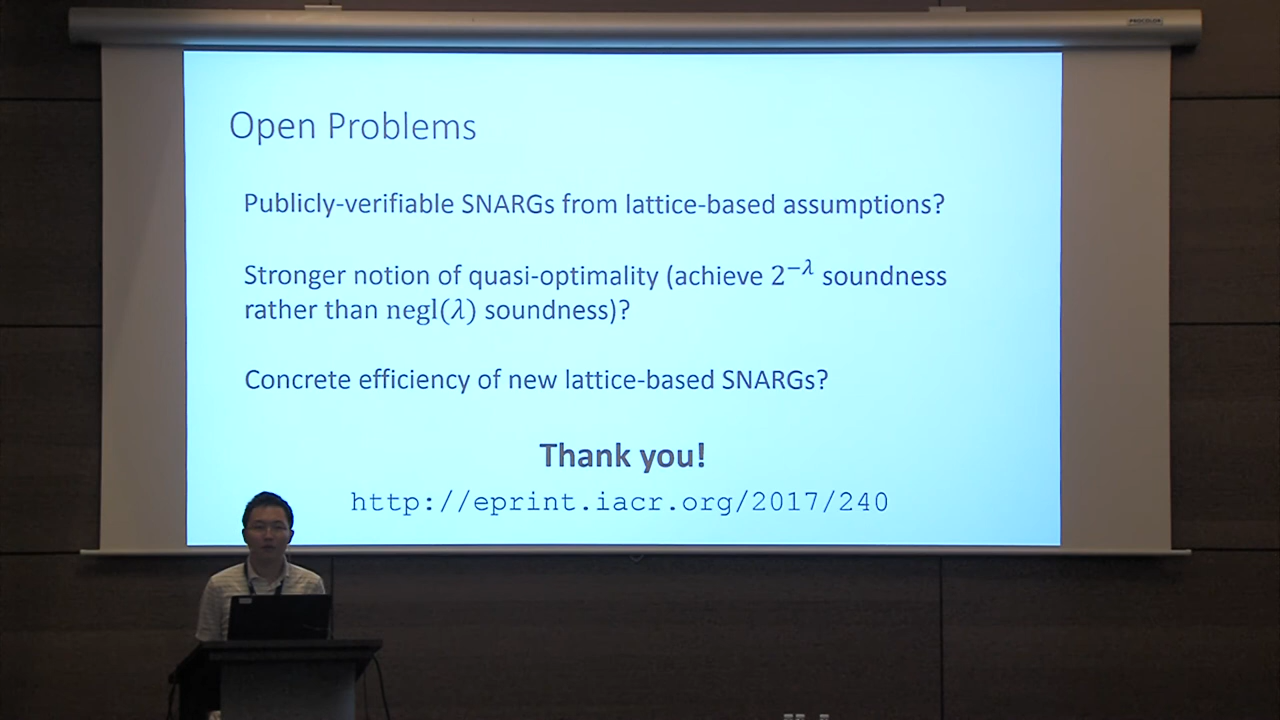 Open Problems
Publicly-verifiable SNARGs from lattice-based assumptions?
Stronger notion of quasi-optimality (achieve 2^{−λ} soundness
rather than negl(λ) soundness)?
Concrete efficiency of new lattice-based SNARGs?
Thank you!
http://eprint.iacr.org/2017/240